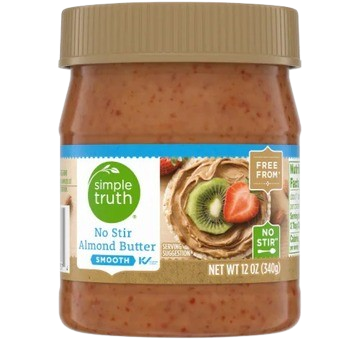 simple
truth®
No Stir
Almond Butter
SMOOTH
FREE
FROM
NO
STIR
SERVING
SUGGESTION
NET WT 12 OZ (340g)